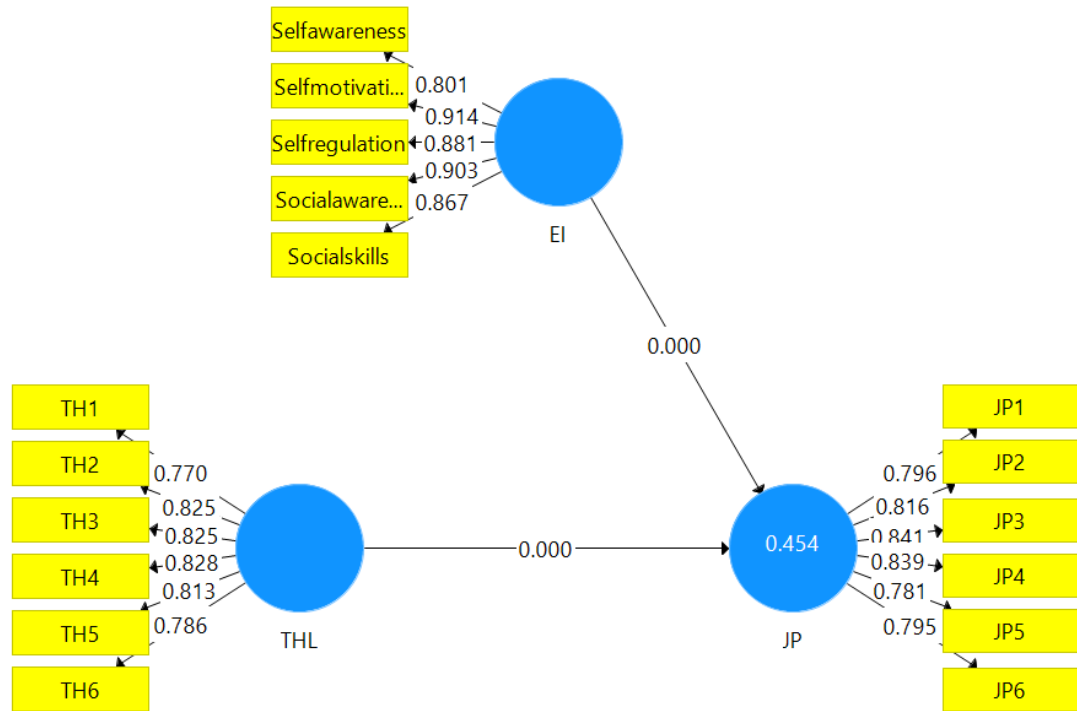 Selfawareness
0.801
Selfmotivati...
0.914
Selfregulation
0.881
0.903
Socialaware...
0.867
Socialskills
EI
0.000
TH1
0.770
TH2
0.825
TH3
0.825
TH4
0.828
0.813
TH5
0.786
TH6
THL
0.000
0.454
JP
JP1
0.796
JP2
0.816
JP3
0.841
0.839
JP4
0.781
JP5
0.795
JP6